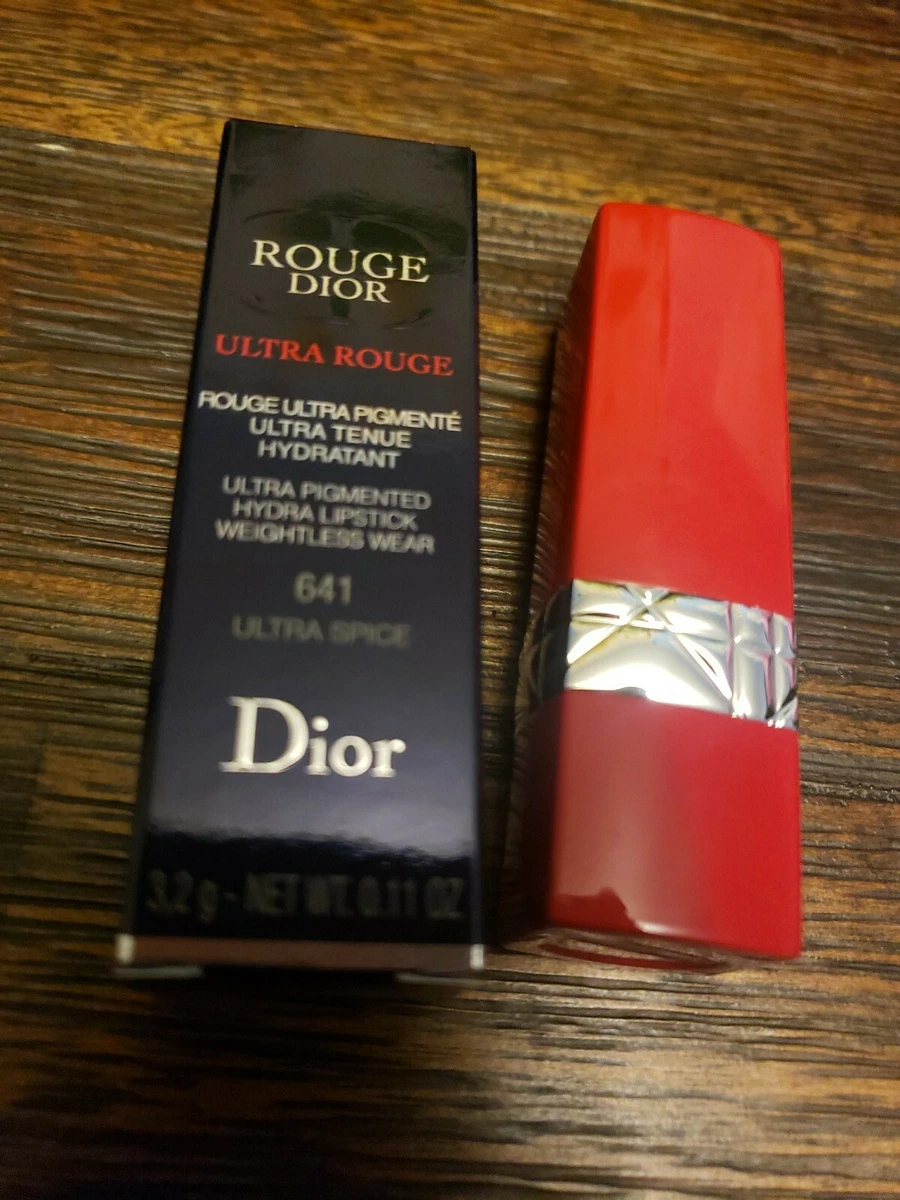 ROUGE
DIOR
ULTRA ROUGE
ROUGE ULTRA PIGMENTÉ
ULTRA TENUE
HYDRATANT
ULTRA PIGMENTED
HYDRA LIPSTICK
WEIGHTLESS WEAR
641
ULTRA SPICE
Dior
3,2 g - NET WT. 0.11 OZ